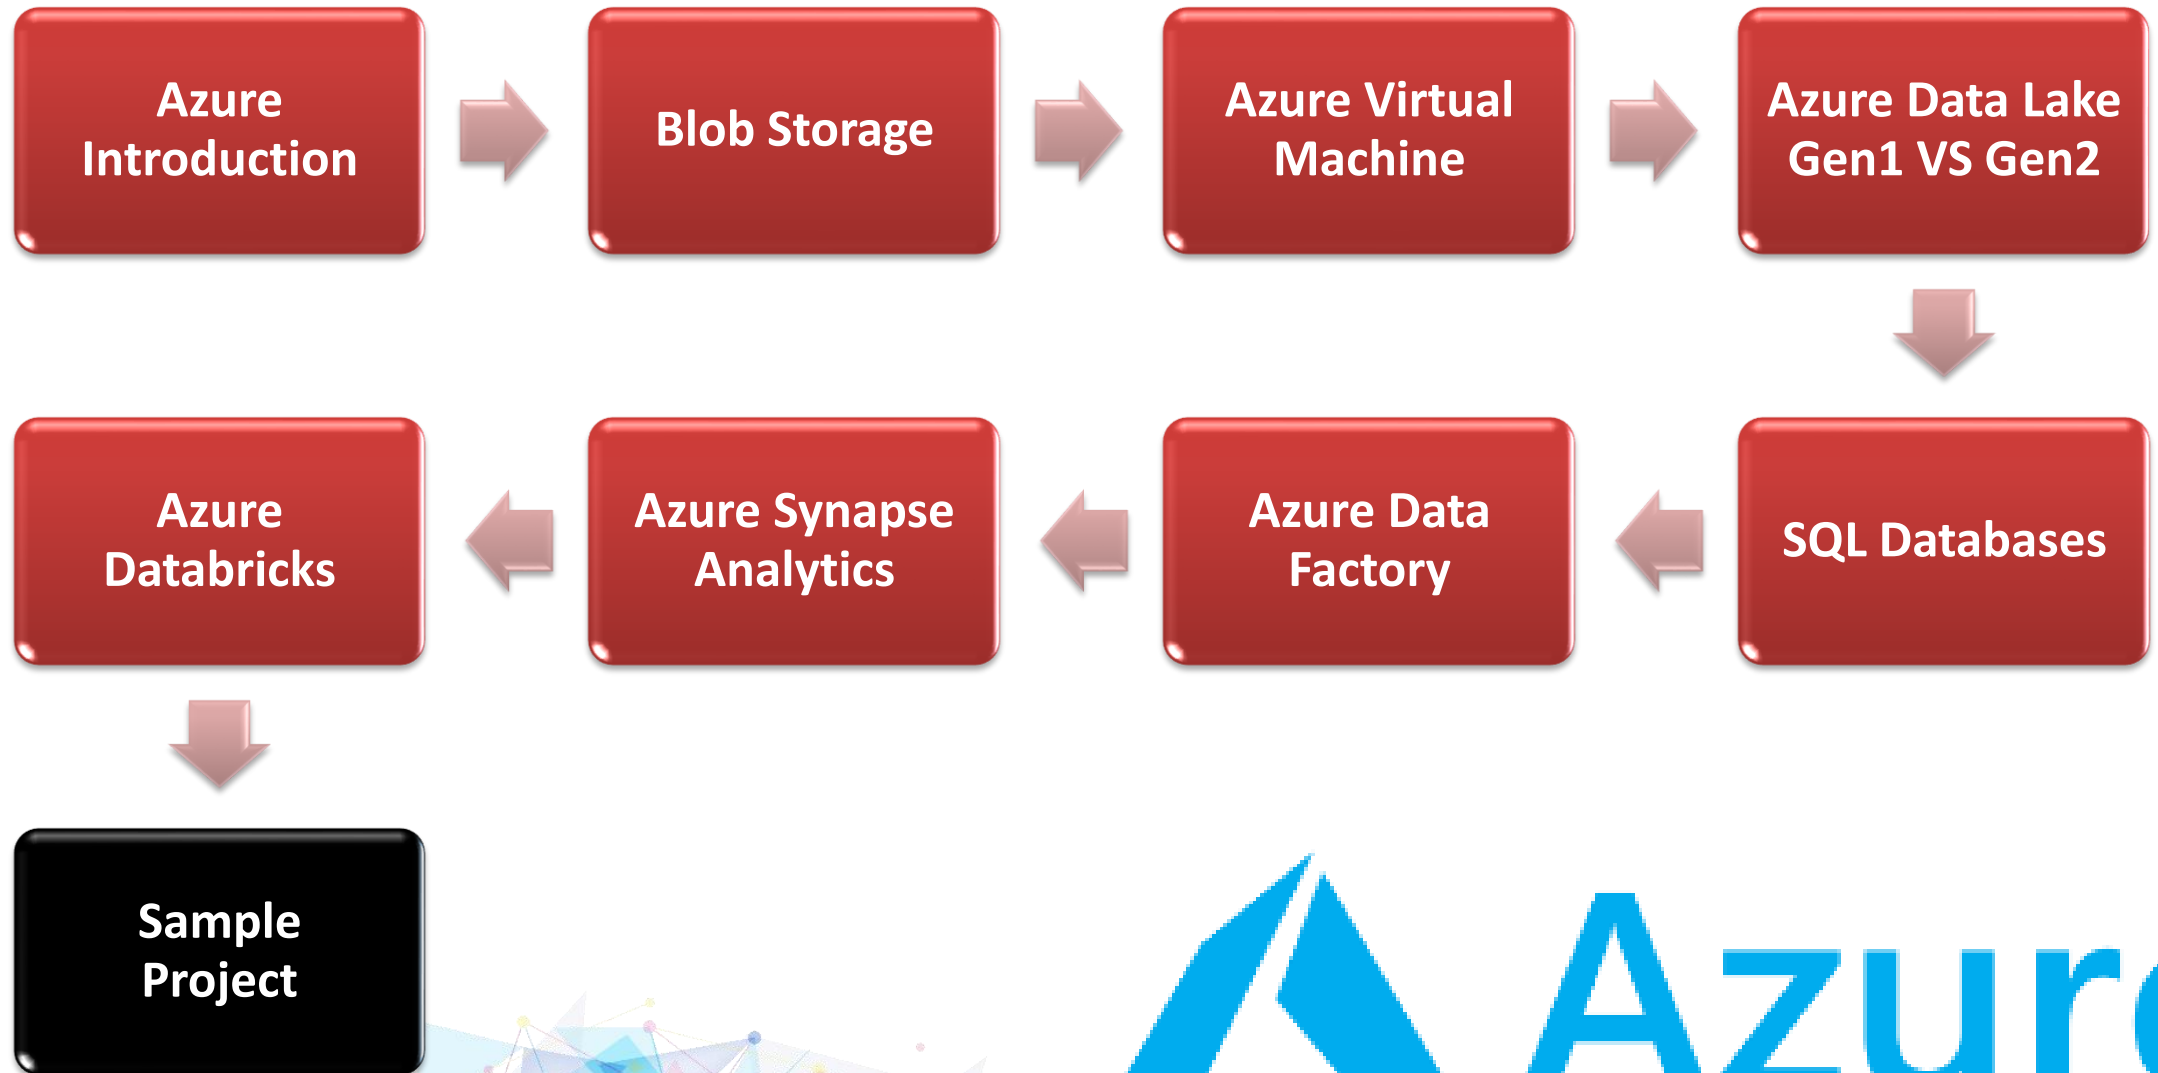 Azure
Introduction
Blob Storage
Azure Virtual
Machine
Azure Data Lake
Gen1 VS Gen2
SQL Databases
Azure Data
Factory
Azure Synapse
Analytics
Azure
Databricks
Sample
Project
Azure